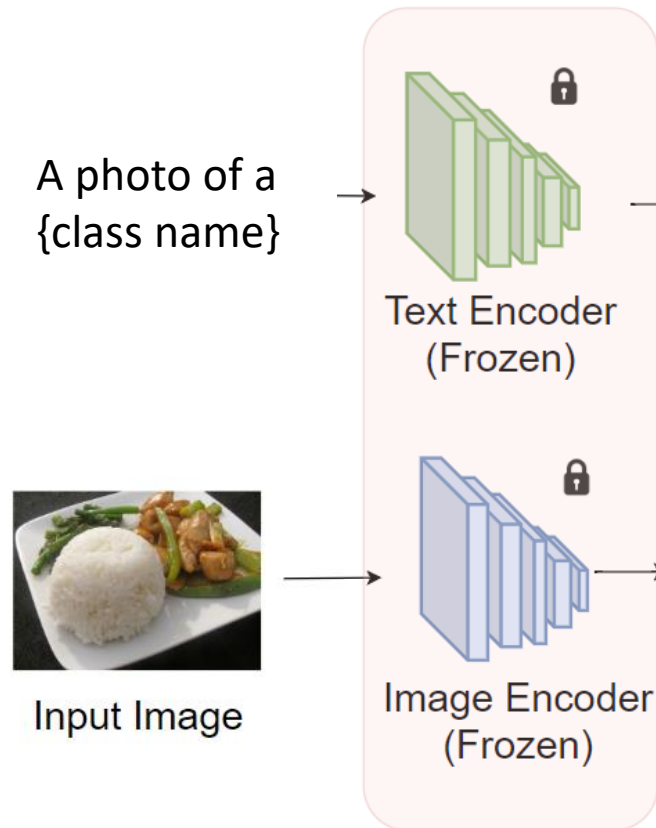 A photo of a
{class name}
Text Encoder
(Frozen)
Input Image
Image Encoder
(Frozen)